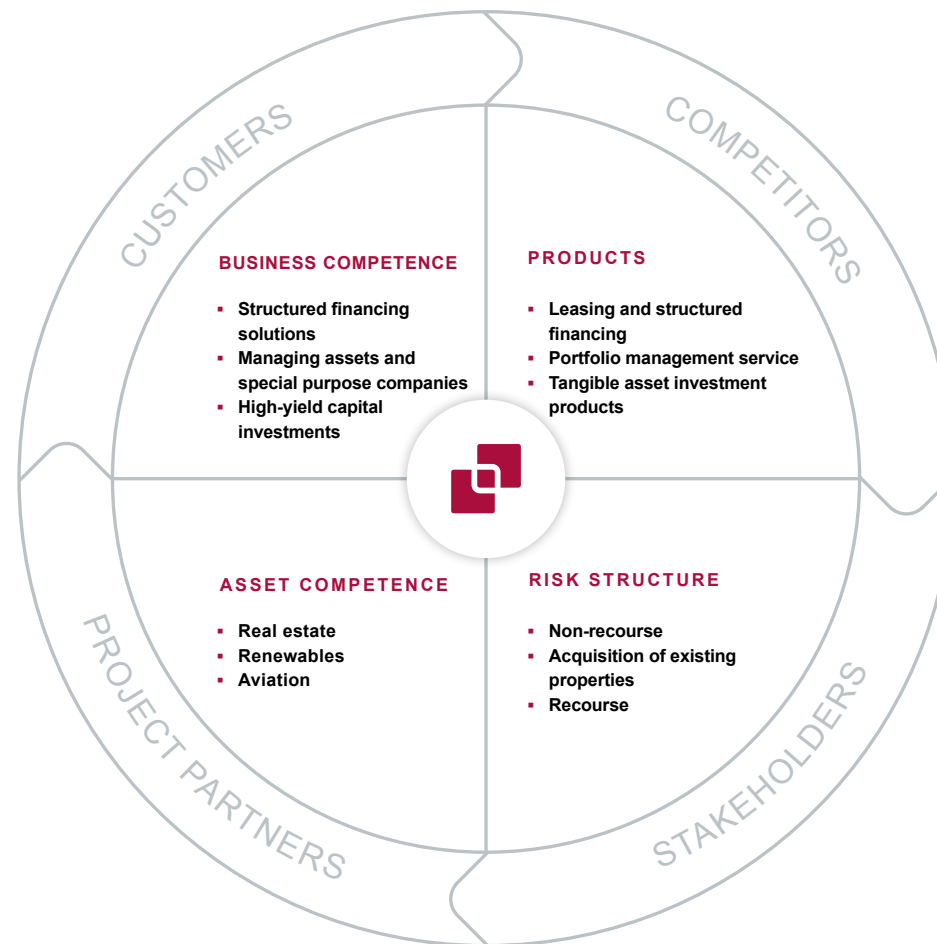 CUSTOMERS
COMPETITORS
BUSINESS COMPETENCE
▪ Structured financing
solutions
▪ Managing assets and
special purpose companies
▪ High-yield capital
investments
PRODUCTS
▪ Leasing and structured
financing
▪ Portfolio management service
▪ Tangible asset investment
products
ASSET COMPETENCE
▪ Real estate
▪ Renewables
▪ Aviation
RISK STRUCTURE
▪ Non-recourse
▪ Acquisition of existing
properties
▪ Recourse
PROJECT PARTNERS
STAKEHOLDERS